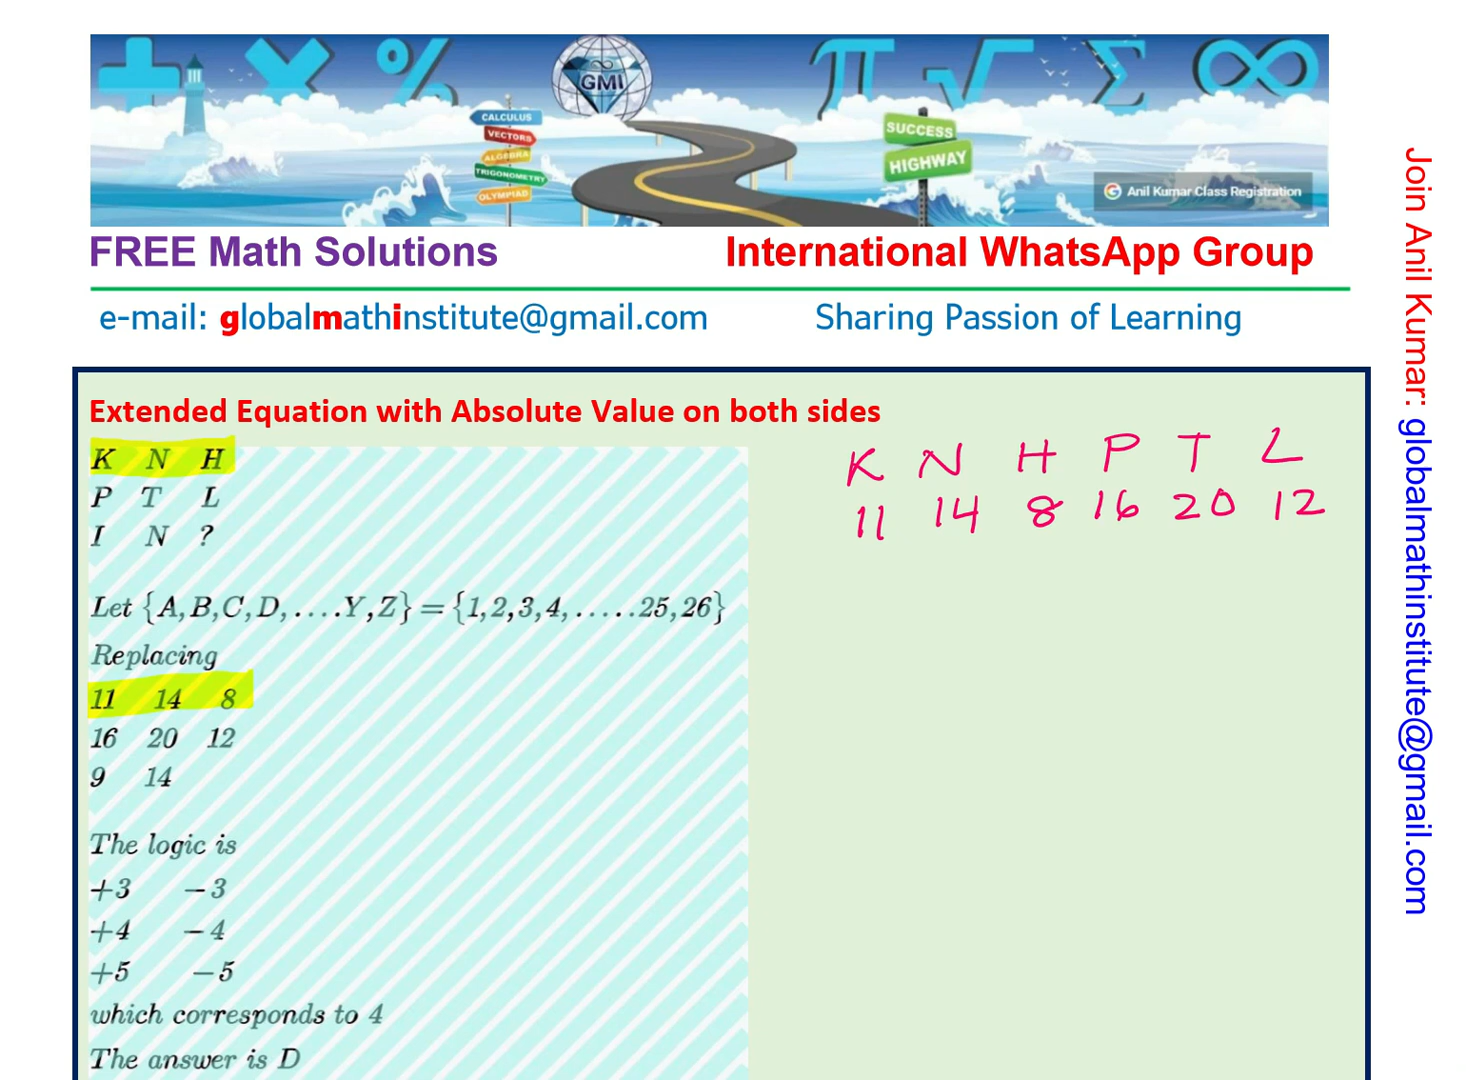 GMI
CALCULUS
VECTORS
ALGEBRA
TRIGONOMETRY
OLYMPIAD
SUCCESS
HIGHWAY
Anil Kumar Class Registration
FREE Math Solutions International WhatsApp Group
e-mail: globalmathinstitute@gmail.com Sharing Passion of Learning
Join Anil Kumar: globalmathinstitute@gmail.com
Extended Equation with Absolute Value on both sides
K N H
P T L
I N ?
Let {A,B,C,D,....Y,Z} = {1,2,3,4,.....25,26}
Replacing
11 14 8
16 20 12
9 14
The logic is
+3 -3
+4 -4
+5 -5
which corresponds to 4
The answer is D
K N H P T L
11 14 8 16 20 12